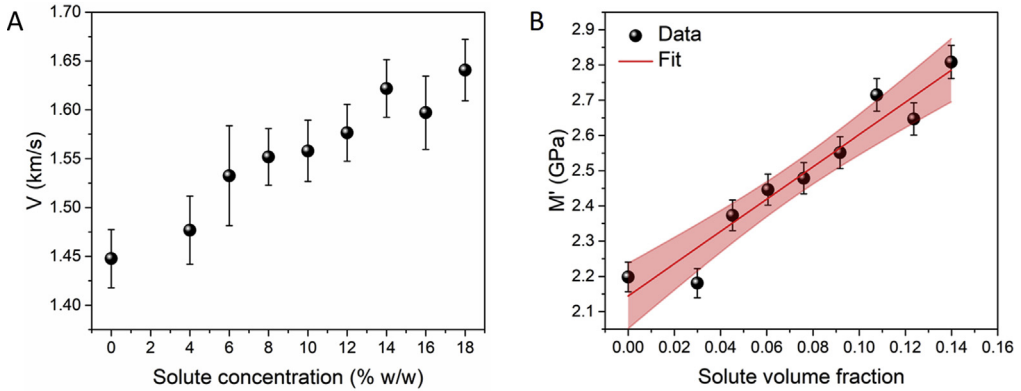 A
1.70
1.65
1.60
1.55
1.50
1.45
1.40
V (km/s)
0 2 4 6 8 10 12 14 16 18
Solute concentration (% w/w)
B
Data
Fit
2.9
2.8
2.7
2.6
2.5
2.4
2.3
2.2
2.1
M' (GPa)
0.00 0.02 0.04 0.06 0.08 0.10 0.12 0.14 0.16
Solute volume fraction